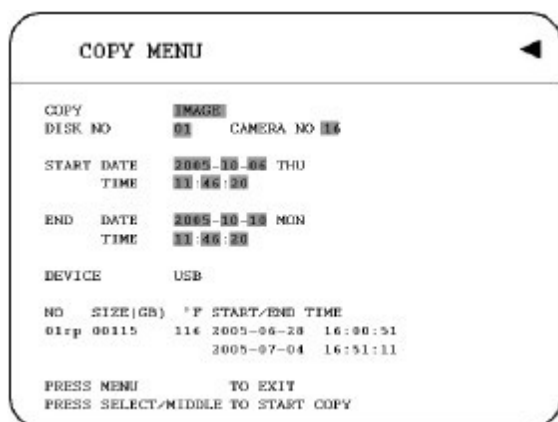 COPY MENU
COPY IMAGE
DISK NO 01 CAMERA NO 16
START DATE 2005-10-06 THU
TIME 11:46:20
END DATE 2005-10-10 MON
TIME 11:46:20
DEVICE USB
NO SIZE(GB) °F START/END TIME
01rp 00115 116 2005-06-28 16:00:51
2005-07-04 16:51:11
PRESS MENU TO EXIT
PRESS SELECT/MIDDLE TO START COPY